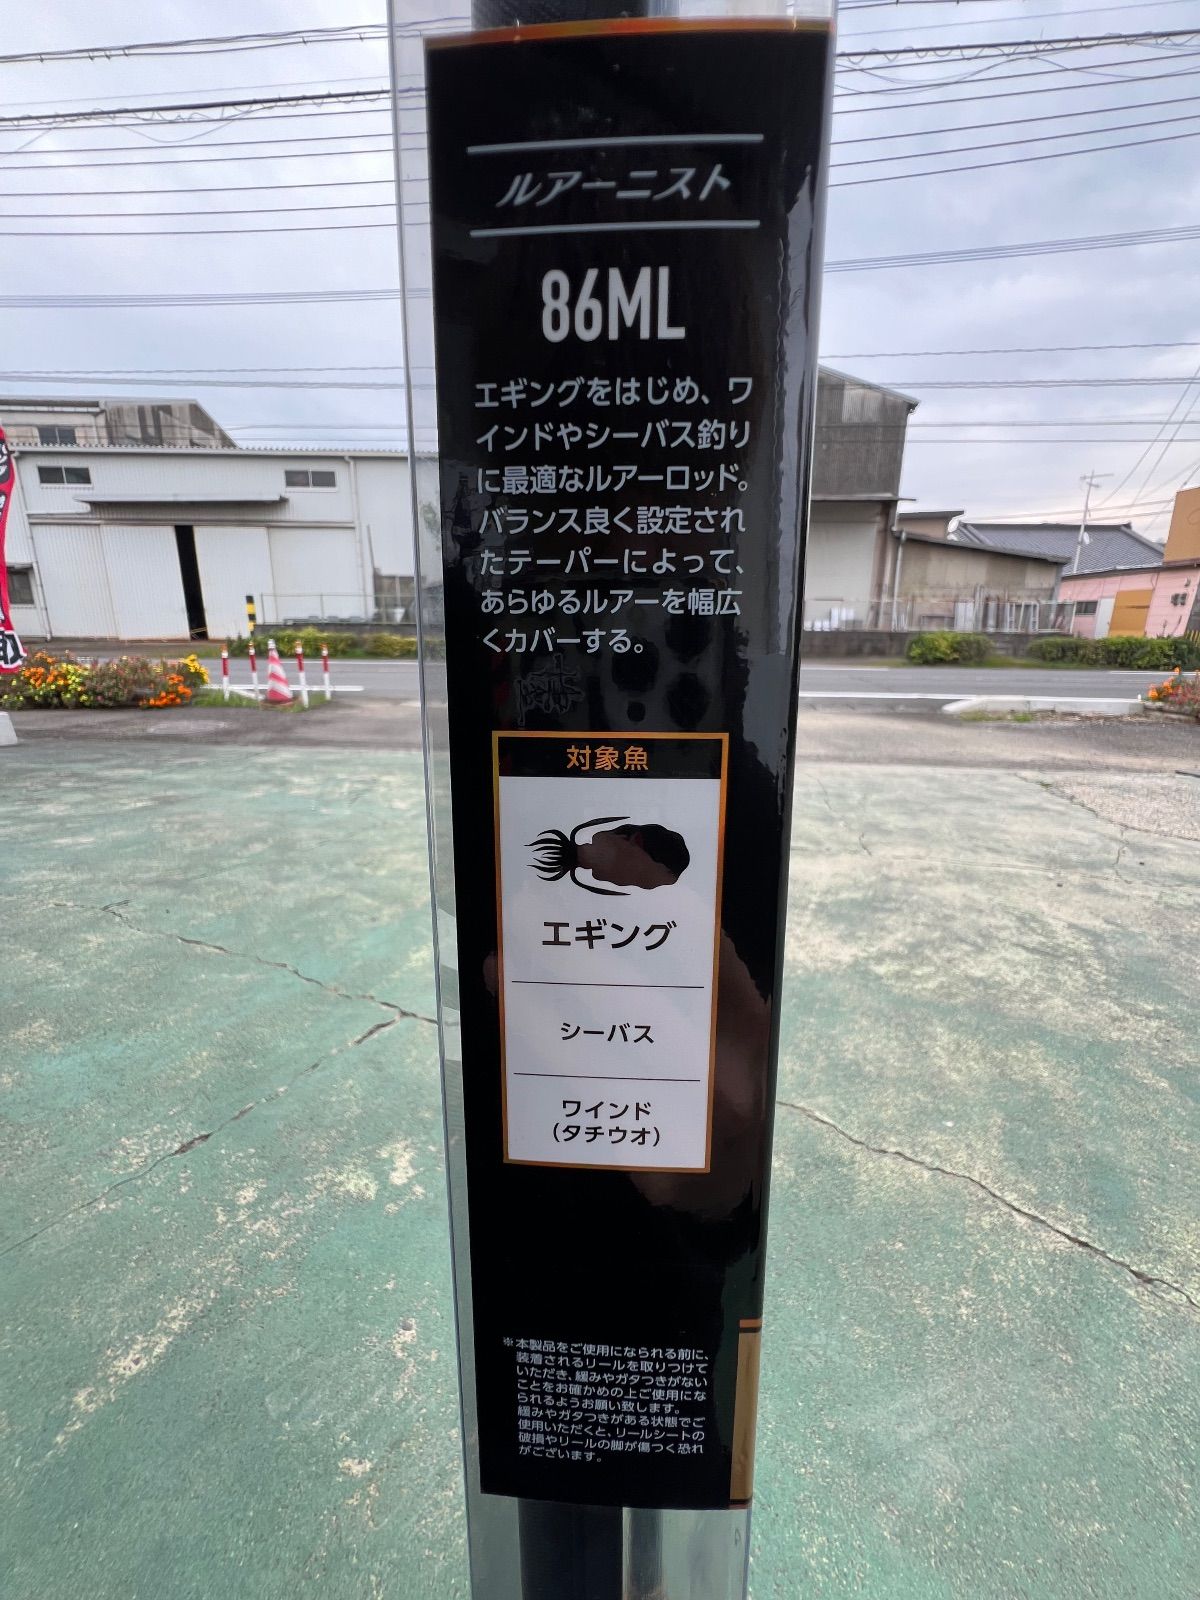 ルアーニスト
86ML
エギングをはじめ、ワ
インドやシーバス釣り
に最適なルアーロッド。
バランス良く設定され
たテーパーによって、
あらゆるルアーを幅広
くカバーする。
対象魚
エギング
シーバス
ワインド
(タチウオ)
※本製品をご使用になられる前に、
装着されるリールを取りつけて
いただき、緩みやガタつきがない
ことをお確かめの上ご使用にな
られるようお願い致します。
緩みやガタつきがある状態でご
使用いただくと、リールシートの
破損やリールの脚が傷つく恐れ
がございます。